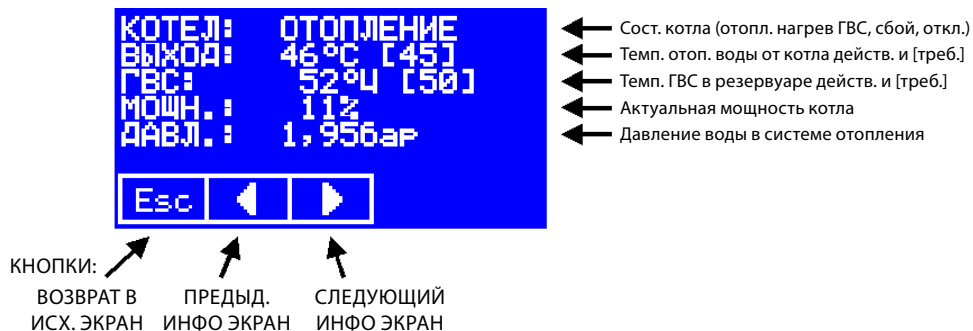 КОТЕЛ: ОТОПЛЕНИЕ
ВЫХОД: 46°C [45]
ГВС: 52°Ч [50]
МОЩН.: 11%
ДАВЛ.: 1,95бар
Esc
Сост. котла (отопл. нагрев ГВС, сбой, откл.)
Темп. отоп. воды от котла действ. и [треб.]
Темп. ГВС в резервуаре действ. и [треб.]
Актуальная мощность котла
Давление воды в системе отопления
КНОПКИ:
ВОЗВРАТ В
ИСХ. ЭКРАН
ПРЕДЫД.
ИНФО ЭКРАН
СЛЕДУЮЩИЙ
ИНФО ЭКРАН